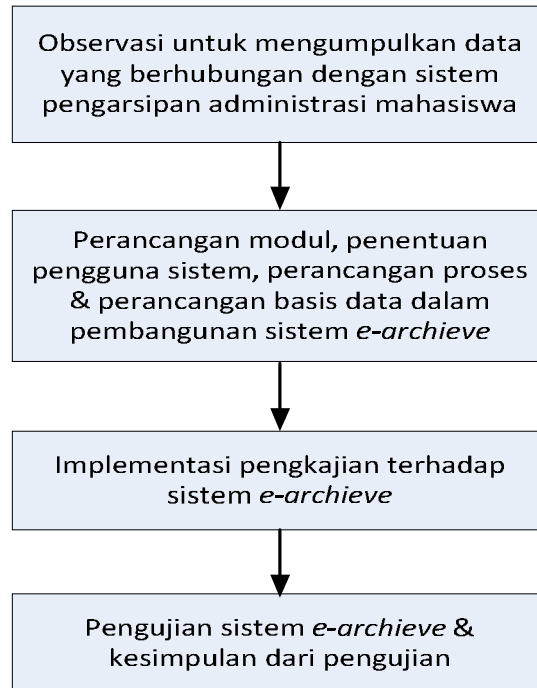 Observasi untuk mengumpulkan data
yang berhubungan dengan sistem
pengarsipan administrasi mahasiswa
Perancangan modul, penentuan
pengguna sistem, perancangan proses
& perancangan basis data dalam
pembangunan sistem e-archieve
Implementasi pengkajian terhadap
sistem e-archieve
Pengujian sistem e-archieve &
kesimpulan dari pengujian